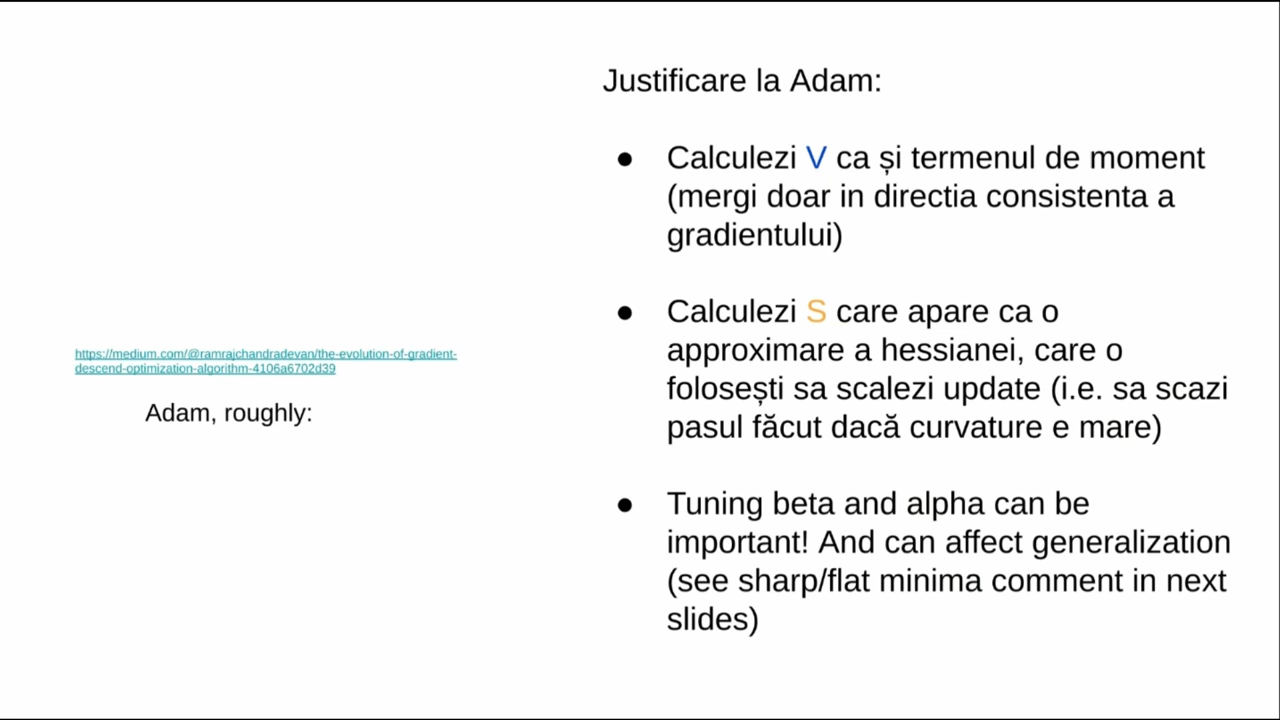 Justificare la Adam:
● Calculezi V ca și termenul de moment
(mergi doar in directia consistenta a
gradientului)
● Calculezi S care apare ca o
approximare a hessianei, care o
folosești sa scalezi update (i.e. sa scazi
pasul făcut dacă curvature e mare)
● Tuning beta and alpha can be
important! And can affect generalization
(see sharp/flat minima comment in next
slides)
https://medium.com/@ramrajchandradevan/the-evolution-of-gradient-
descend-optimization-algorithm-4106a6702d39
Adam, roughly: